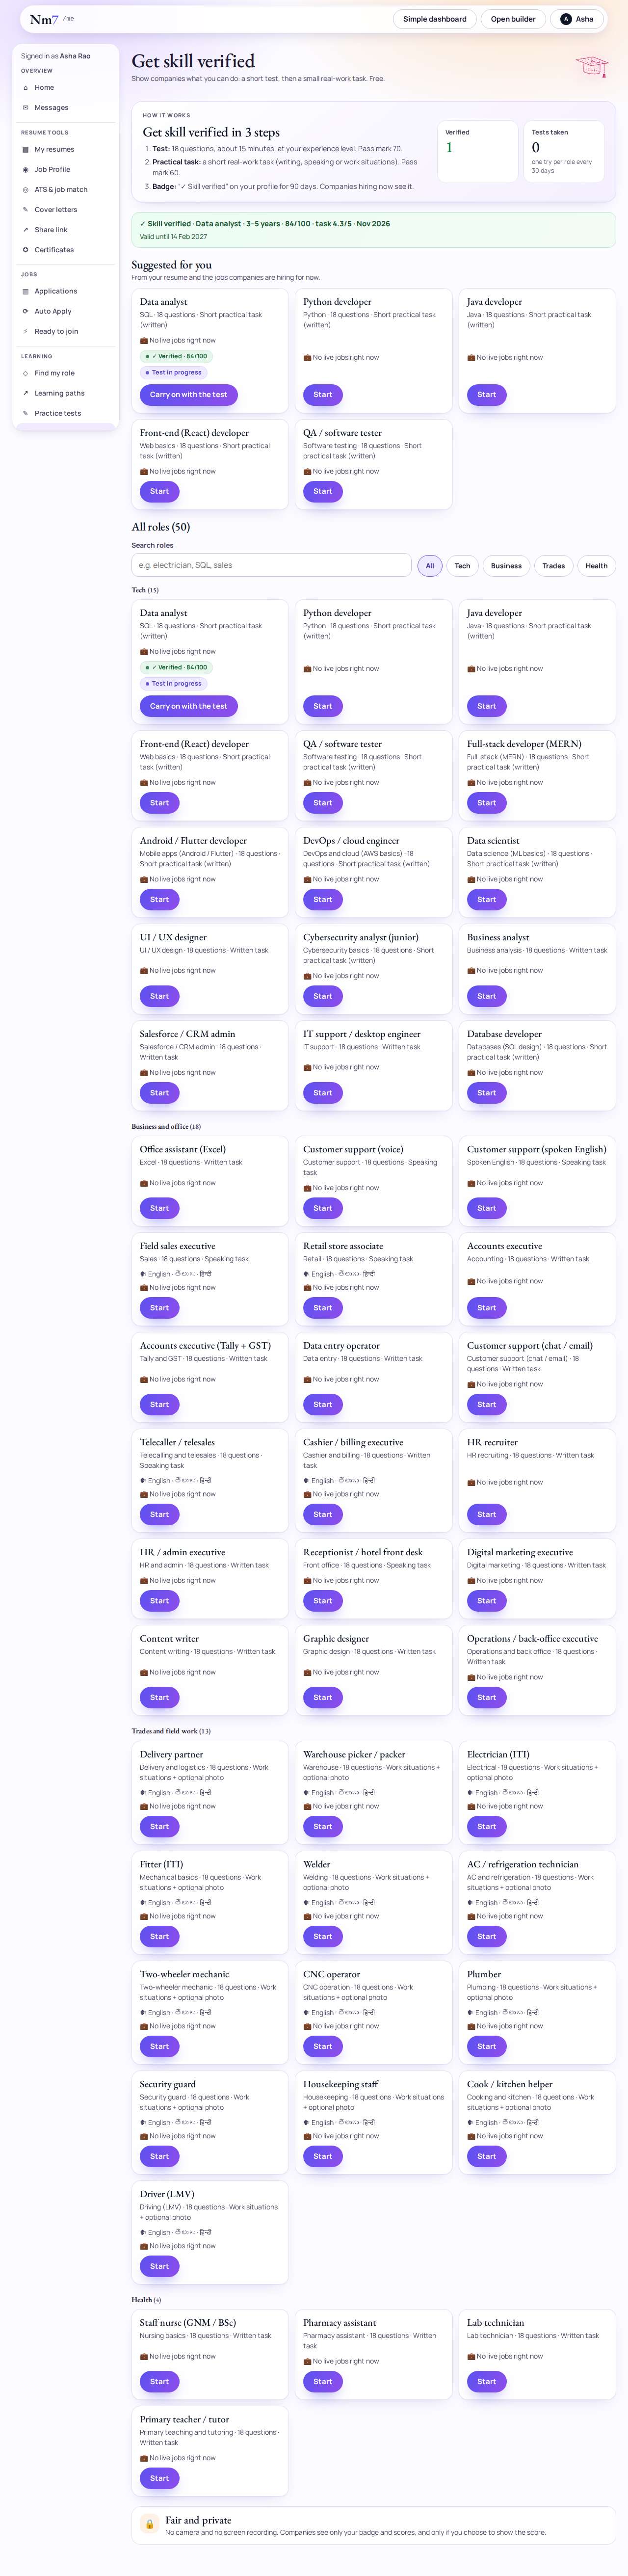 Nm7 /me
Simple dashboard
Open builder
A Asha
Signed in as Asha Rao
OVERVIEW
Home
Messages
RESUME TOOLS
My resumes
Job Profile
ATS & job match
Cover letters
Share link
Certificates
JOBS
Applications
Auto Apply
Ready to join
LEARNING
Find my role
Learning paths
Practice tests
Get skill verified
Show companies what you can do: a short test, then a small real-work task. Free.
HOW IT WORKS
Get skill verified in 3 steps
1. Test: 18 questions, about 15 minutes, at your experience level. Pass mark 70.
2. Practical task: a short real-work task (writing, speaking or work situations). Pass
mark 60.
3. Badge: "✓ Skill verified" on your profile for 90 days. Companies hiring now see it.
Verified
1
Tests taken
0
one try per role every
30 days
✓ Skill verified · Data analyst · 3–5 years · 84/100 · task 4.3/5 · Nov 2026
Valid until 14 Feb 2027
Suggested for you
From your resume and the jobs companies are hiring for now.
Data analyst
SQL · 18 questions · Short practical task
(written)
No live jobs right now
✓ Verified · 84/100
Test in progress
Carry on with the test
Python developer
Python · 18 questions · Short practical task
(written)
No live jobs right now
Start
Java developer
Java · 18 questions · Short practical task
(written)
No live jobs right now
Start
Front-end (React) developer
Web basics · 18 questions · Short practical
task (written)
No live jobs right now
Start
QA / software tester
Software testing · 18 questions · Short
practical task (written)
No live jobs right now
Start
All roles (50)
Search roles
e.g. electrician, SQL, sales
All
Tech
Business
Trades
Health
Tech (15)
Data analyst
SQL · 18 questions · Short practical task
(written)
No live jobs right now
✓ Verified · 84/100
Test in progress
Carry on with the test
Python developer
Python · 18 questions · Short practical task
(written)
No live jobs right now
Start
Java developer
Java · 18 questions · Short practical task
(written)
No live jobs right now
Start
Front-end (React) developer
Web basics · 18 questions · Short practical
task (written)
No live jobs right now
Start
QA / software tester
Software testing · 18 questions · Short
practical task (written)
No live jobs right now
Start
Full-stack developer (MERN)
Full-stack (MERN) · 18 questions · Short
practical task (written)
No live jobs right now
Start
Android / Flutter developer
Mobile apps (Android / Flutter) · 18 questions ·
Short practical task (written)
No live jobs right now
Start
DevOps / cloud engineer
DevOps and cloud (AWS basics) · 18
questions · Short practical task (written)
No live jobs right now
Start
Data scientist
Data science (ML basics) · 18 questions ·
Short practical task (written)
No live jobs right now
Start
UI / UX designer
UI / UX design · 18 questions · Written task
No live jobs right now
Start
Cybersecurity analyst (junior)
Cybersecurity basics · 18 questions · Short
practical task (written)
No live jobs right now
Start
Business analyst
Business analysis · 18 questions · Written task
No live jobs right now
Start
Salesforce / CRM admin
Salesforce / CRM admin · 18 questions ·
Written task
No live jobs right now
Start
IT support / desktop engineer
IT support · 18 questions · Written task
No live jobs right now
Start
Database developer
Databases (SQL design) · 18 questions · Short
practical task (written)
No live jobs right now
Start
Business and office (18)
Office assistant (Excel)
Excel · 18 questions · Written task
No live jobs right now
Start
Customer support (voice)
Customer support · 18 questions · Speaking
task
No live jobs right now
Start
Customer support (spoken English)
Spoken English · 18 questions · Speaking task
No live jobs right now
Start
Field sales executive
Sales · 18 questions · Speaking task
English · తెలుగు · हिन्दी
No live jobs right now
Start
Retail store associate
Retail · 18 questions · Speaking task
English · తెలుగు · हिन्दी
No live jobs right now
Start
Accounts executive
Accounting · 18 questions · Written task
No live jobs right now
Start
Accounts executive (Tally + GST)
Tally and GST · 18 questions · Written task
No live jobs right now
Start
Data entry operator
Data entry · 18 questions · Written task
No live jobs right now
Start
Customer support (chat / email)
Customer support (chat / email) · 18
questions · Written task
No live jobs right now
Start
Telecaller / telesales
Telecalling and telesales · 18 questions ·
Speaking task
English · తెలుగు · हिन्दी
No live jobs right now
Start
Cashier / billing executive
Cashier and billing · 18 questions · Written
task
English · తెలుగు · हिन्दी
No live jobs right now
Start
HR recruiter
HR recruiting · 18 questions · Written task
No live jobs right now
Start
HR / admin executive
HR and admin · 18 questions · Written task
No live jobs right now
Start
Receptionist / hotel front desk
Front office · 18 questions · Speaking task
No live jobs right now
Start
Digital marketing executive
Digital marketing · 18 questions · Written task
No live jobs right now
Start
Content writer
Content writing · 18 questions · Written task
No live jobs right now
Start
Graphic designer
Graphic design · 18 questions · Written task
No live jobs right now
Start
Operations / back-office executive
Operations and back office · 18 questions ·
Written task
No live jobs right now
Start
Trades and field work (13)
Delivery partner
Delivery and logistics · 18 questions · Work
situations + optional photo
English · తెలుగు · हिन्दी
No live jobs right now
Start
Warehouse picker / packer
Warehouse · 18 questions · Work situations +
optional photo
English · తెలుగు · हिन्दी
No live jobs right now
Start
Electrician (ITI)
Electrical · 18 questions · Work situations +
optional photo
English · తెలుగు · हिन्दी
No live jobs right now
Start
Fitter (ITI)
Mechanical basics · 18 questions · Work
situations + optional photo
English · తెలుగు · हिन्दी
No live jobs right now
Start
Welder
Welding · 18 questions · Work situations +
optional photo
English · తెలుగు · हिन्दी
No live jobs right now
Start
AC / refrigeration technician
AC and refrigeration · 18 questions · Work
situations + optional photo
English · తెలుగు · हिन्दी
No live jobs right now
Start
Two-wheeler mechanic
Two-wheeler mechanic · 18 questions · Work
situations + optional photo
English · తెలుగు · हिन्दी
No live jobs right now
Start
CNC operator
CNC operation · 18 questions · Work
situations + optional photo
English · తెలుగు · हिन्दी
No live jobs right now
Start
Plumber
Plumbing · 18 questions · Work situations +
optional photo
English · తెలుగు · हिन्दी
No live jobs right now
Start
Security guard
Security guard · 18 questions · Work
situations + optional photo
English · తెలుగు · हिन्दी
No live jobs right now
Start
Housekeeping staff
Housekeeping · 18 questions · Work situations
+ optional photo
English · తెలుగు · हिन्दी
No live jobs right now
Start
Cook / kitchen helper
Cooking and kitchen · 18 questions · Work
situations + optional photo
English · తెలుగు · हिन्दी
No live jobs right now
Start
Driver (LMV)
Driving (LMV) · 18 questions · Work situations
+ optional photo
English · తెలుగు · हिन्दी
No live jobs right now
Start
Health (4)
Staff nurse (GNM / BSc)
Nursing basics · 18 questions · Written task
No live jobs right now
Start
Pharmacy assistant
Pharmacy assistant · 18 questions · Written
task
No live jobs right now
Start
Lab technician
Lab technician · 18 questions · Written task
No live jobs right now
Start
Primary teacher / tutor
Primary teaching and tutoring · 18 questions ·
Written task
No live jobs right now
Start
Fair and private
No camera and no screen recording. Companies see only your badge and scores, and only if you choose to show the score.